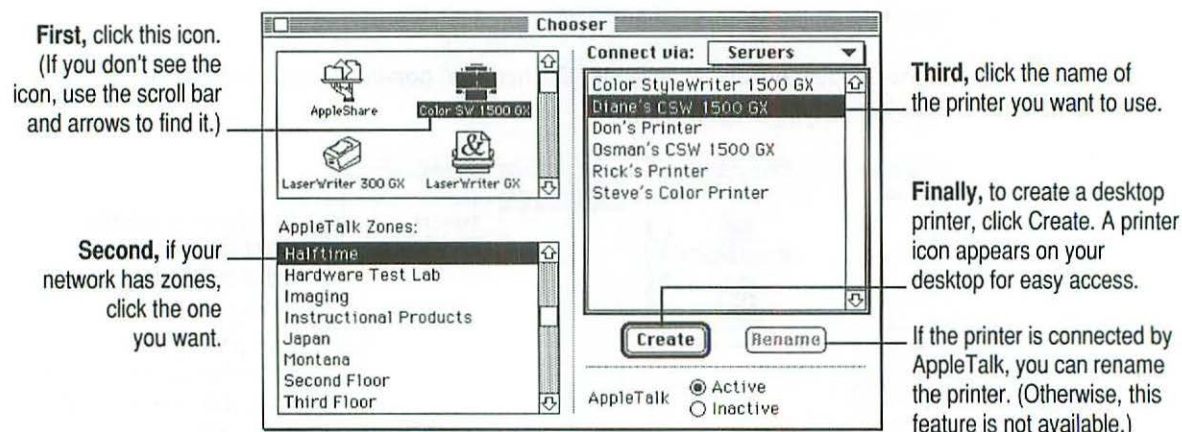 First, click this icon.
(If you don't see the
icon, use the scroll bar
and arrows to find it.)
Second, if your
network has zones,
click the one
you want.
Chooser
AppleShare
Color SW 1500 GX
LaserWriter 300 GX
LaserWriter GX
AppleTalk Zones:
Halftime
Hardware Test Lab
Imaging
Instructional Products
Japan
Montana
Second Floor
Third Floor
Connect via:
Servers
Color StyleWriter 1500 GX
Diane's CSW 1500 GX
Don's Printer
Osman's CSW 1500 GX
Rick's Printer
Steve's Color Printer
Create
Rename
AppleTalk
Active
Inactive
Third, click the name of
the printer you want to use.
Finally, to create a desktop
printer, click Create. A printer
icon appears on your
desktop for easy access.
If the printer is connected by
AppleTalk, you can rename
the printer. (Otherwise, this
feature is not available.)